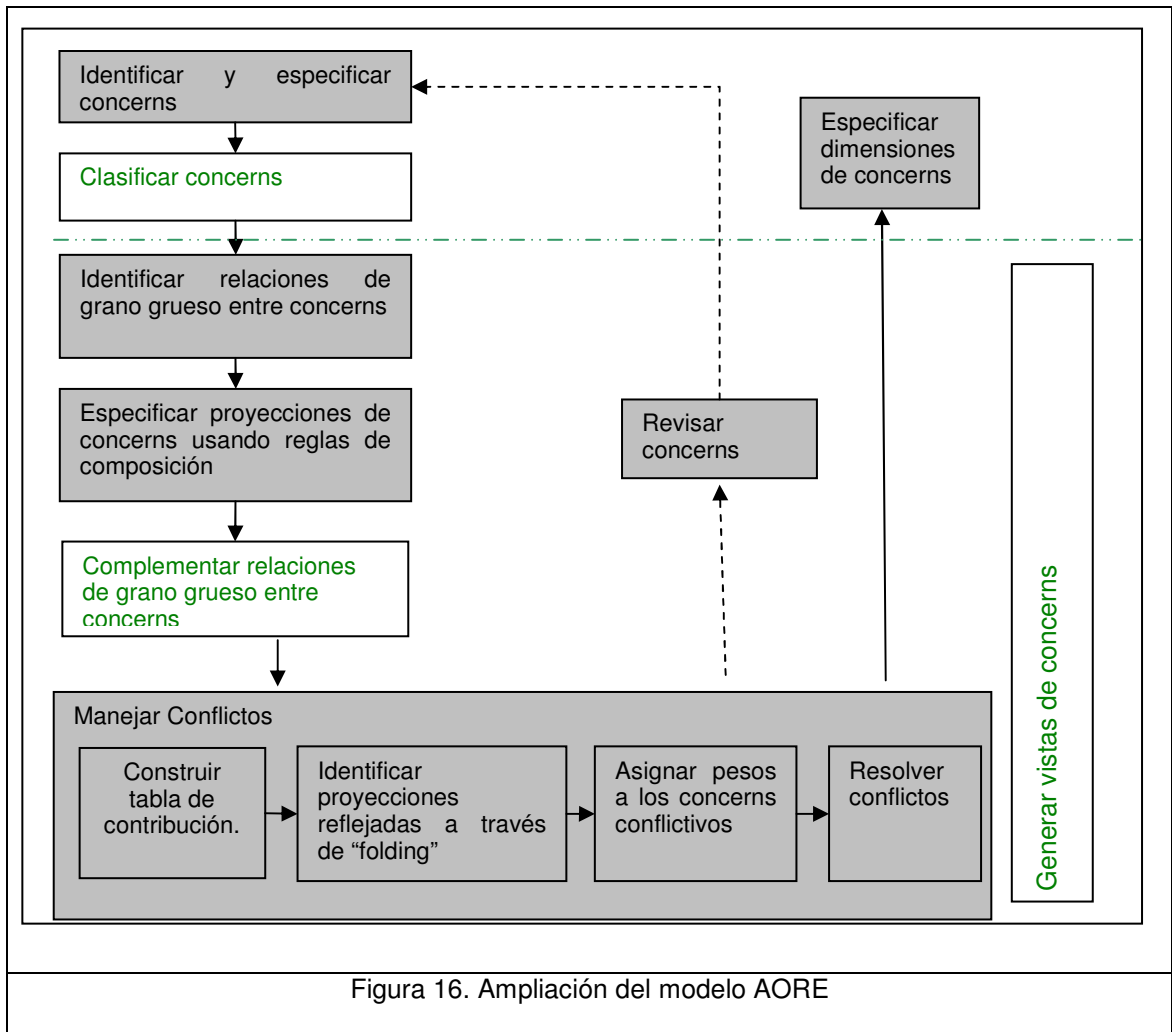 Identificar y especificar
concerns
Clasificar concerns
Especificar
dimensiones
de concerns
Identificar relaciones de
grano grueso entre concerns
Especificar proyecciones de
concerns usando reglas de
composición
Revisar
concerns
Complementar relaciones
de grano grueso entre
concerns
Manejar Conflictos
Construir
tabla de
contribución.
Identificar
proyecciones
reflejadas a través
de “folding”
Asignar pesos
a los concerns
conflictivos
Resolver
conflictos
Generar vistas de concerns
Figura 16. Ampliación del modelo AORE